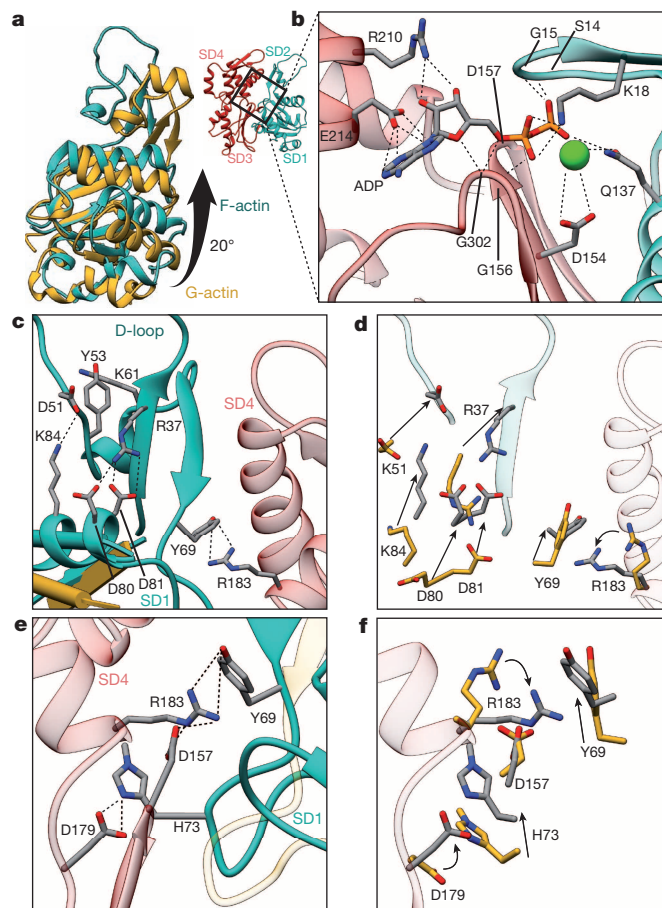 a
SD4
SD2
SD3
SD1
F-actin
20°
G-actin
b
R210
G15
S14
D157
K18
E214
ADP
Q137
G302
G156
D154
c
D-loop
Y53
K61
D51
SD4
K84
R37
Y69
R183
D80
D81
SD1
d
R37
K51
K84
D80
D81
Y69
R183
e
SD4
R183
Y69
D157
SD1
D179
H73
f
R183
Y69
D157
H73
D179